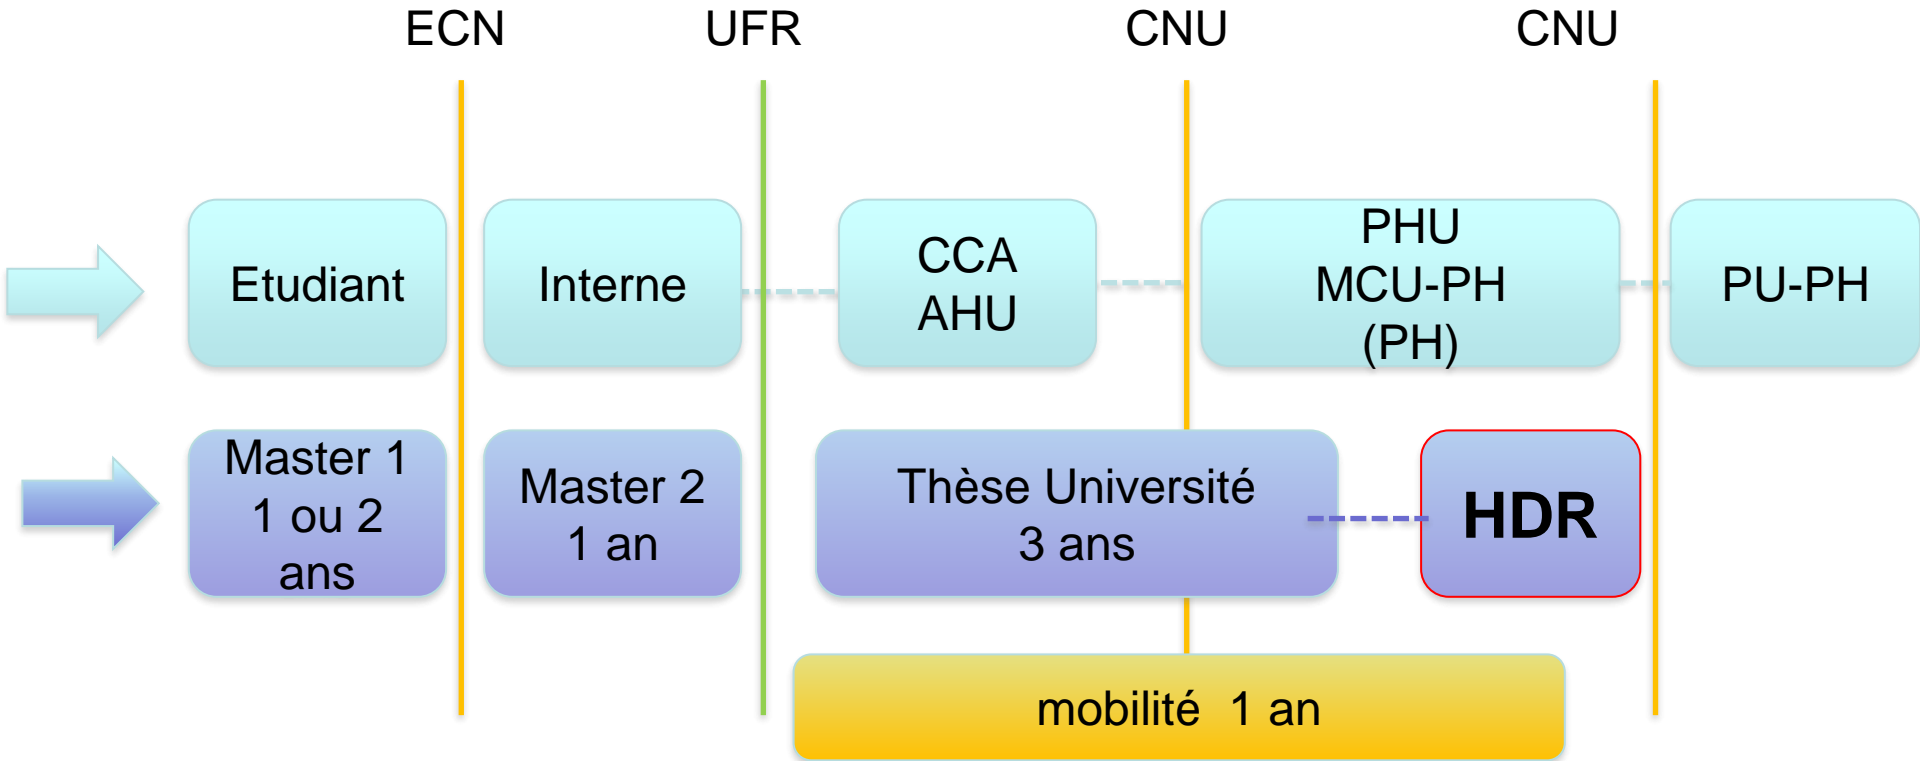 ECN
UFR
CNU
CNU
Etudiant
Interne
CCA
AHU
PHU
MCU-PH
(PH)
PU-PH
Master 1
1 ou 2
ans
Master 2
1 an
Thèse Université
3 ans
HDR
mobilité 1 an